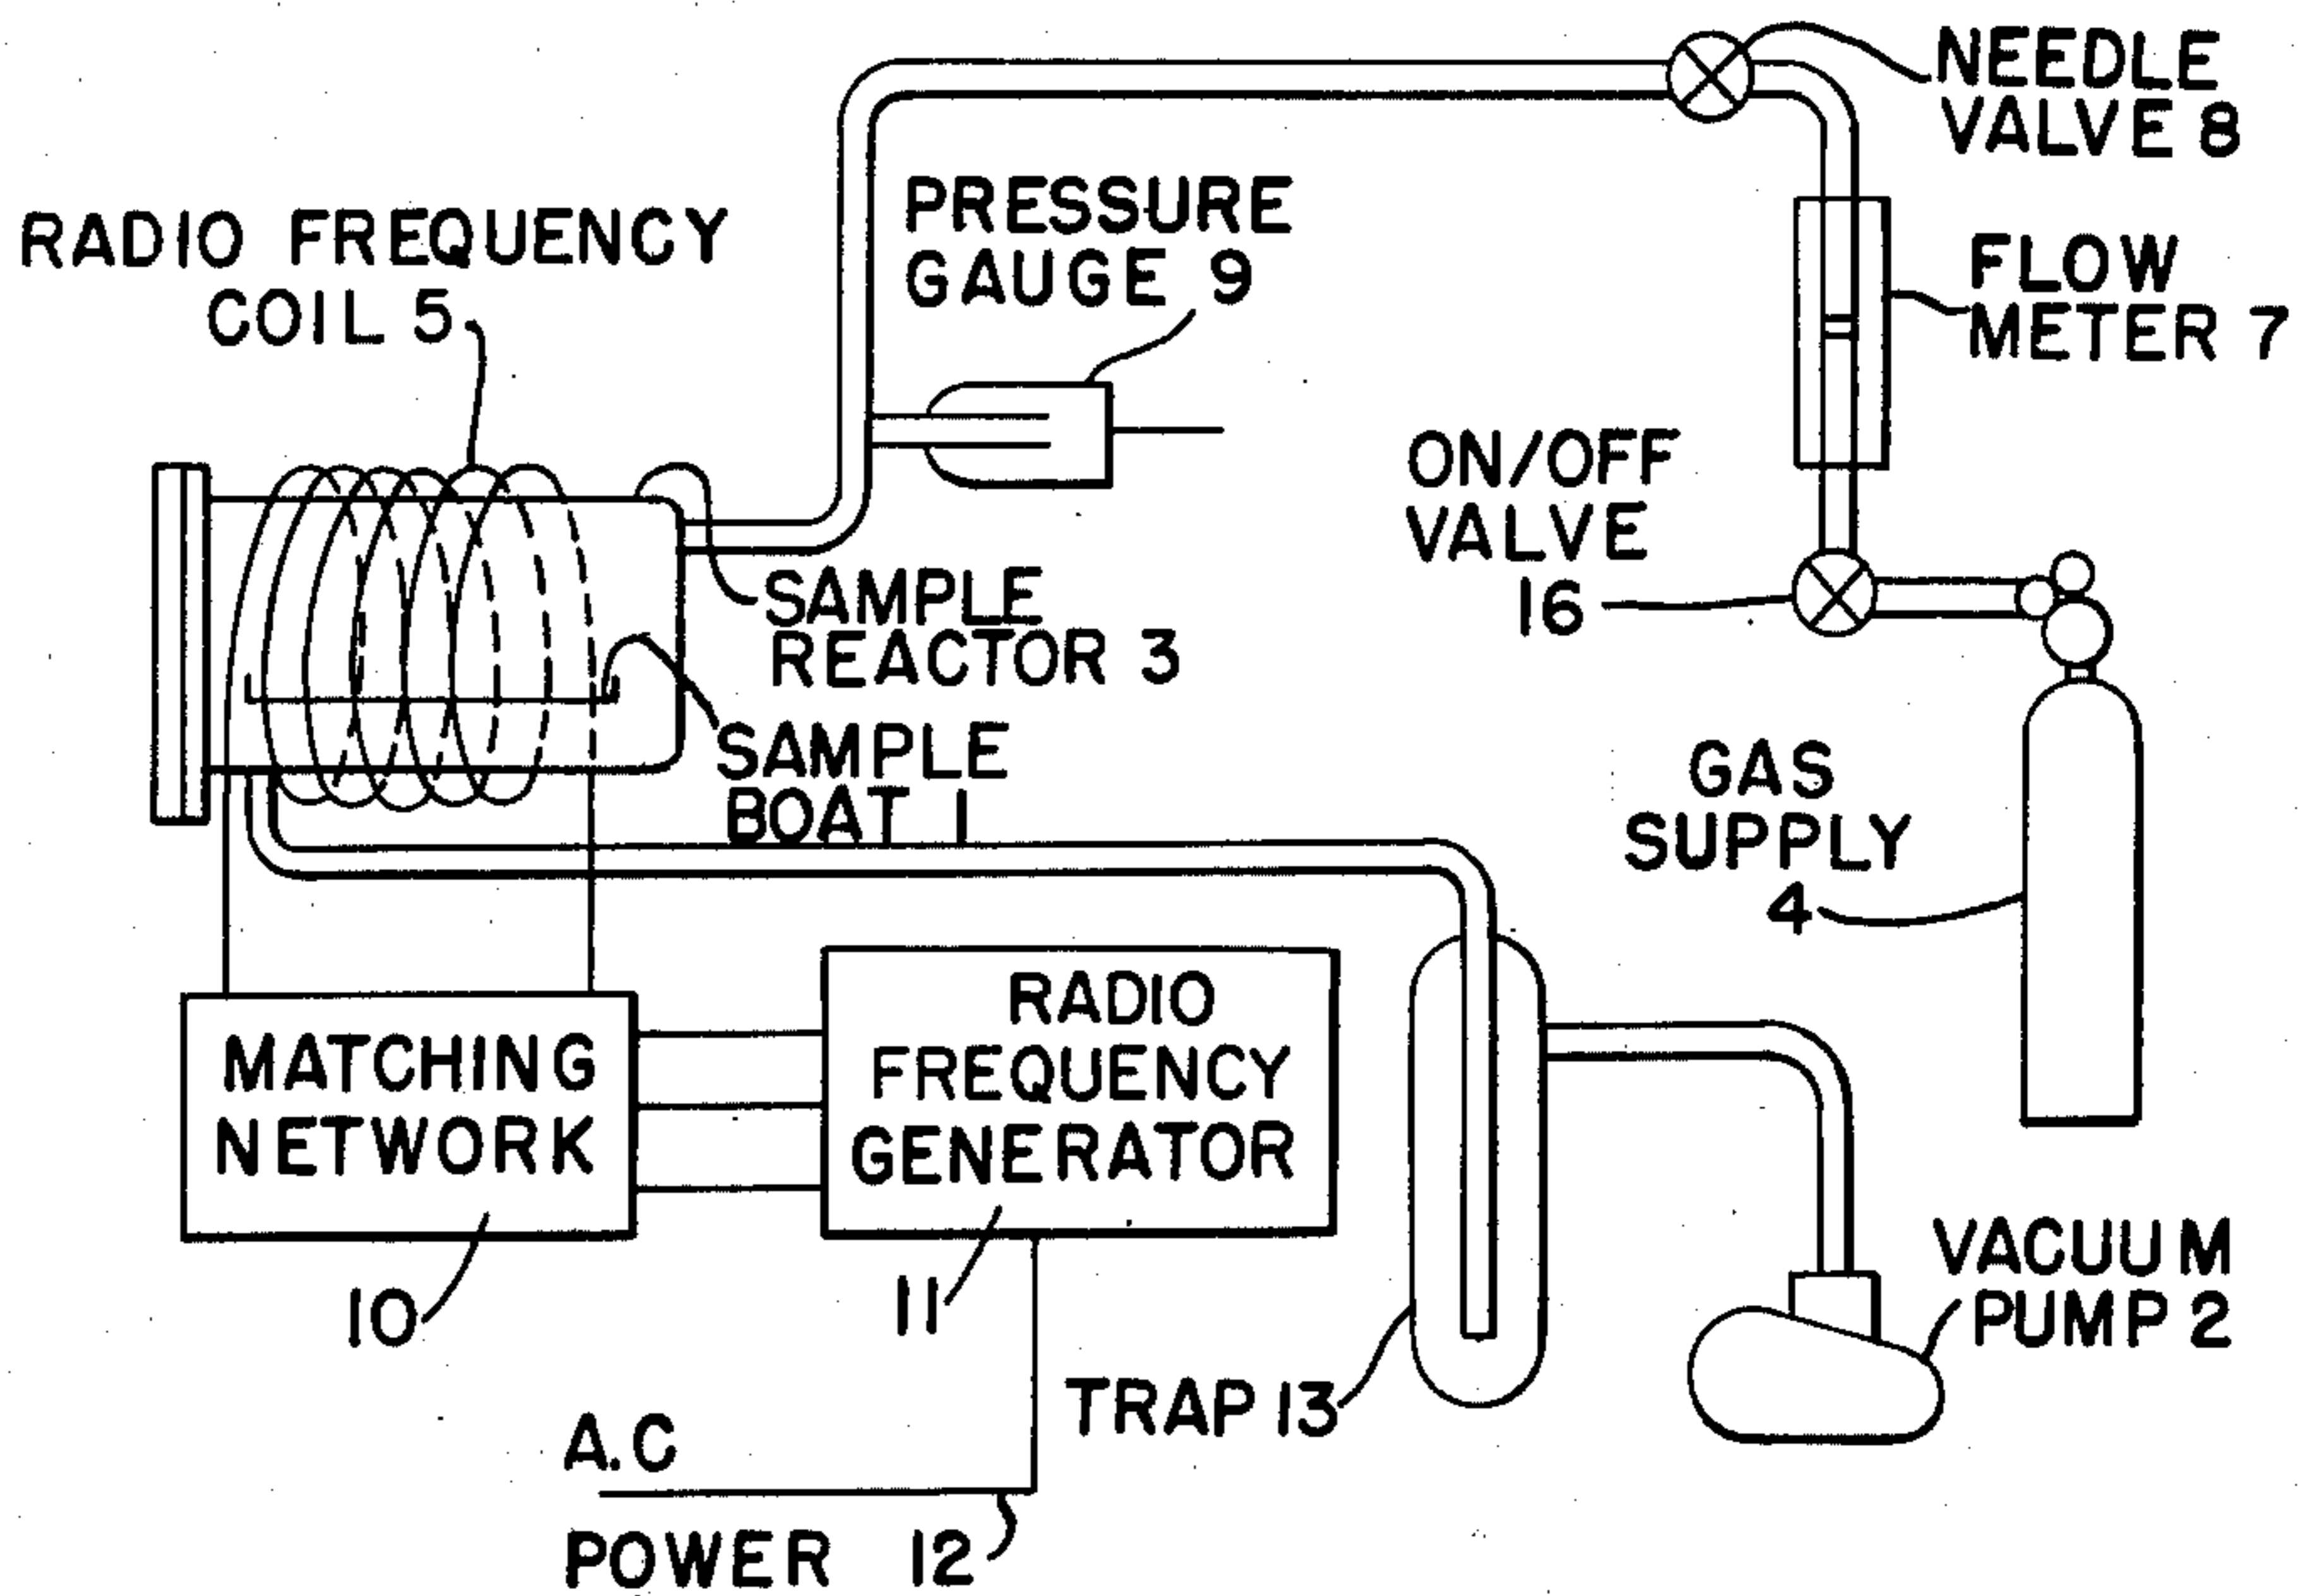 NEEDLE
VALVE 8
PRESSURE
GAUGE 9
RADIO FREQUENCY
COIL 5
FLOW
METER 7
ON/OFF
VALVE
16
SAMPLE
REACTOR 3
SAMPLE
BOAT 1
GAS
SUPPLY
4
RADIO
FREQUENCY
GENERATOR
MATCHING
NETWORK
10
11
VACUUM
PUMP 2
TRAP 13
A.C
POWER 12